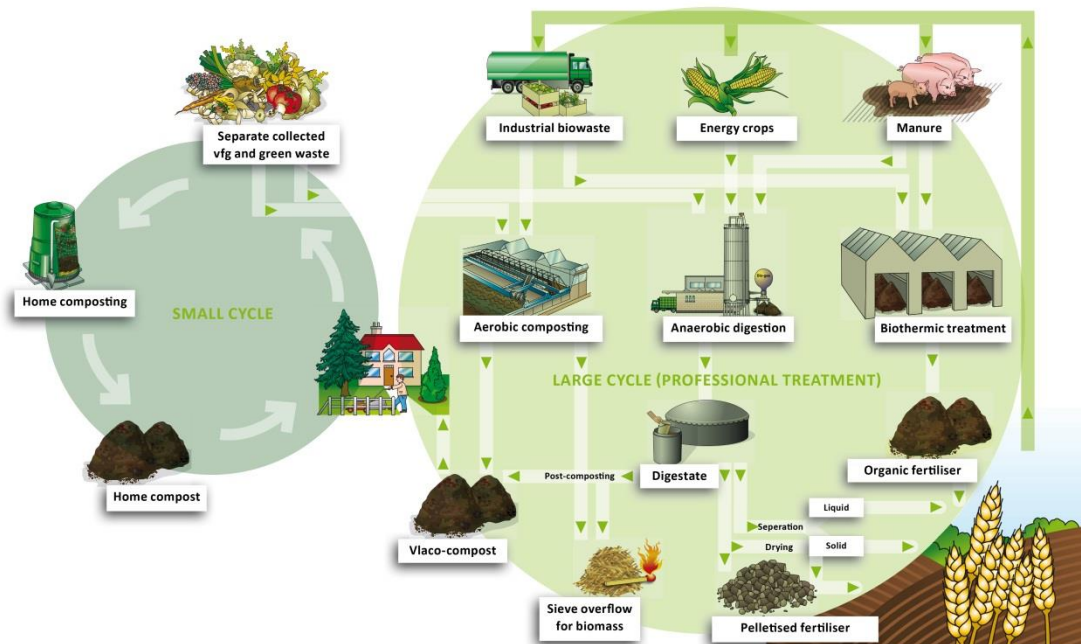 Separate collected
vfg and green waste
Industrial biowaste
Energy crops
Manure
Home composting
SMALL CYCLE
Aerobic composting
Anaerobic digestion
Biothermic treatment
LARGE CYCLE (PROFESSIONAL TREATMENT)
Home compost
Post-composting
Digestate
Organic fertiliser
Vlaco-compost
Liquid
Seperation
Drying
Solid
Sieve overflow
for biomass
Pelletised fertiliser